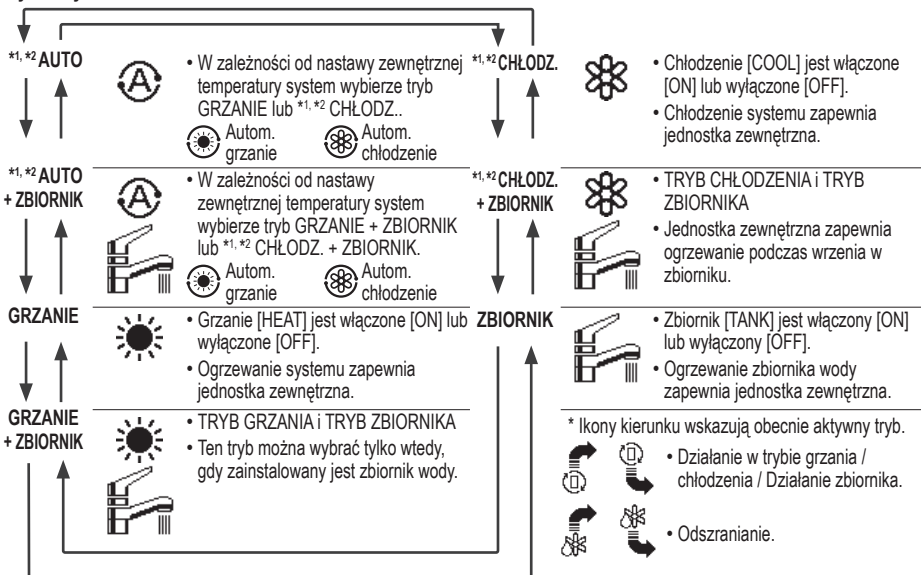 *1, *2 AUTO
• W zależności od nastawy zewnętrznej
temperatury system wybierze tryb
GRZANIE lub *1, *2 CHŁODZ..
Autom.
grzanie
Autom.
chłodzenie
*1, *2 AUTO
+ ZBIORNIK
• W zależności od nastawy
zewnętrznej temperatury system
wybierze tryb GRZANIE + ZBIORNIK
lub *1, *2 CHŁODZ. + ZBIORNIK.
Autom.
grzanie
Autom.
chłodzenie
GRZANIE
• Grzanie [HEAT] jest włączone [ON] lub
wyłączone [OFF].
• Ogrzewanie systemu zapewnia
jednostka zewnętrzna.
GRZANIE
+ ZBIORNIK
• TRYB GRZANIA i TRYB ZBIORNIKA
• Ten tryb można wybrać tylko wtedy,
gdy zainstalowany jest zbiornik wody.
*1, *2 CHŁODZ.
• Chłodzenie [COOL] jest włączone
[ON] lub wyłączone [OFF].
• Chłodzenie systemu zapewnia
jednostka zewnętrzna.
*1, *2 CHŁODZ.
+ ZBIORNIK
• TRYB CHŁODZENIA i TRYB
ZBIORNIKA
• Jednostka zewnętrzna zapewnia
ogrzewanie podczas wrzenia w
zbiorniku.
ZBIORNIK
• Zbiornik [TANK] jest włączony [ON]
lub wyłączony [OFF].
• Ogrzewanie zbiornika wody
zapewnia jednostka zewnętrzna.
* Ikony kierunku wskazują obecnie aktywny tryb.
• Działanie w trybie grzania /
chłodzenia / Działanie zbiornika.
• Odszranianie.